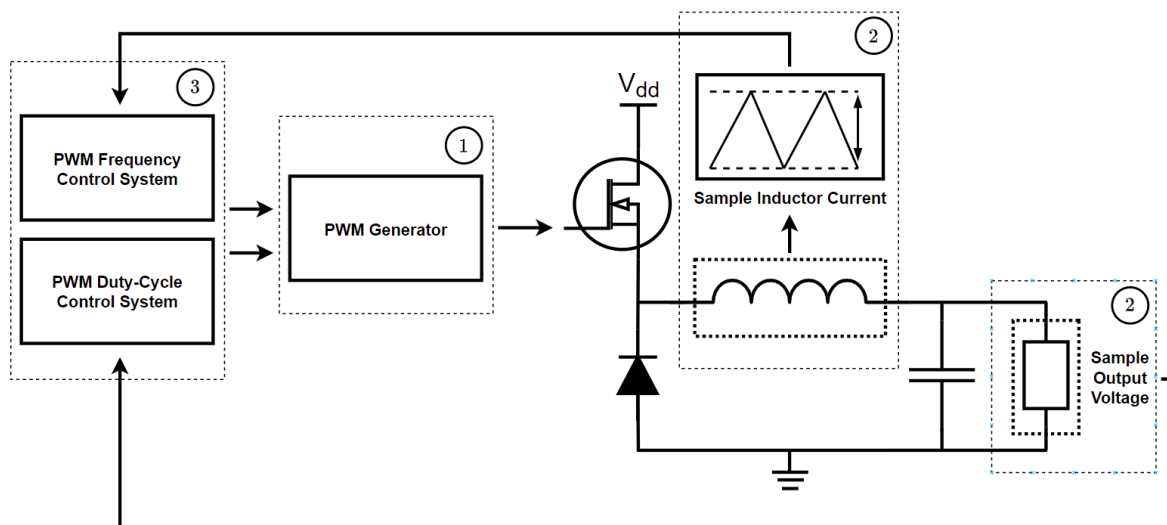 3
PWM Frequency
Control System
PWM Duty-Cycle
Control System
1
PWM Generator
Vdd
2
Sample Inductor Current
2
Sample
Output
Voltage